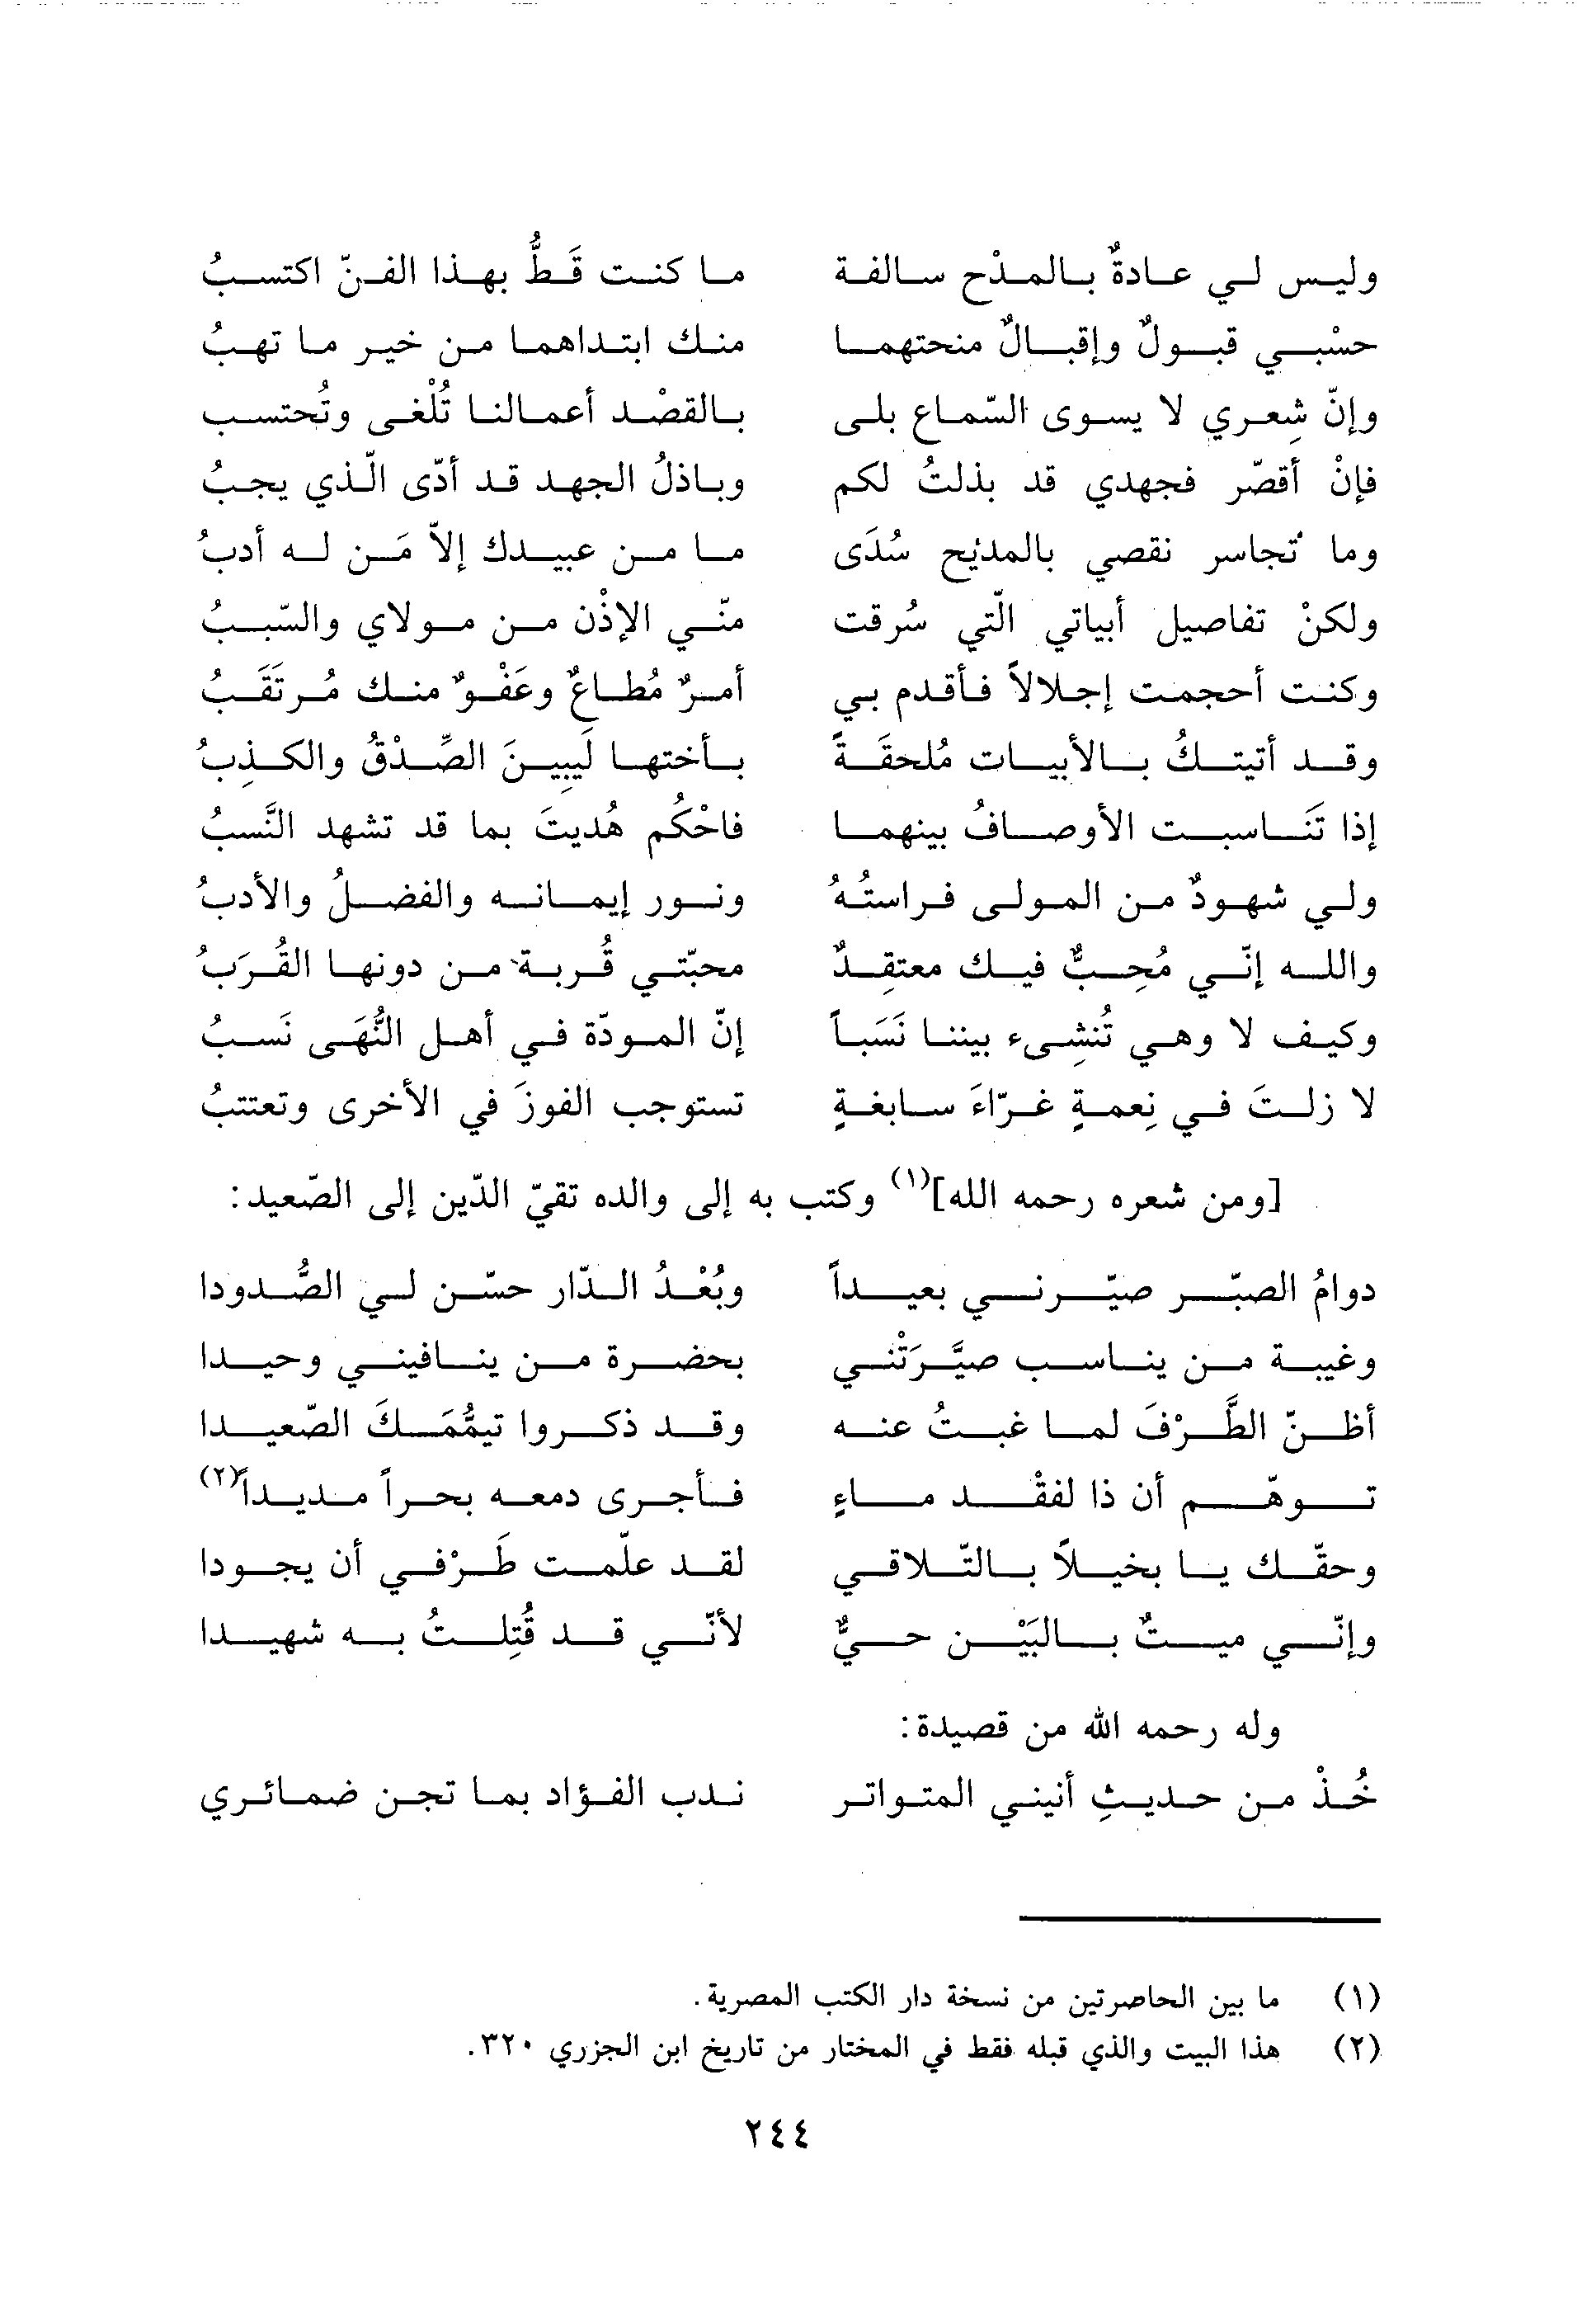 وليس لي عادةٌ بالمدْح سالفة ما كنت قَطُّ بهذا الفنّ اكتسبُ
حسْبي قبولٌ وإقبالٌ منحتهما منك ابتداهما من خير ما تهبُ
وإنّ شِعري لا يسوى السّماع بلى بالقصْد أعمالنا تُلْغى وتُحتسب
فإنْ أقصّر فجهدي قد بذلتُ لكم وباذلُ الجهد قد أدّى الّذي يجبُ
وما تجاسر نقصي بالمديح سُدَى ما من عبيدك إلاّ مَن له أدبُ
ولكنْ تفاصيل أبياتي الّتي سُرقت منّي الإذْن من مولاي والسّببُ
وكنت أحجمت إجلالاً فأقدم بي أمرٌ مُطاعٌ وعَفْوٌ منك مُرتَقَبُ
وقد أتيتكُ بالأبيات مُلحقَةً بأختها لَيبِينَ الصِّدْقُ والكذِبُ
إذا تَنَاسبت الأوصافُ بينهما فاحْكُم هُديتَ بما قد تشهد النَّسبُ
ولي شهودٌ من المولى فراستُهُ ونور إيمانه والفضلُ والأدبُ
والله إنّي مُحِبٌّ فيك معتقِدٌ محبّتي قُربة من دونها القُرَبُ
وكيف لا وهي تُنشِىء بيننا نَسَباً إنّ المودّة في أهل النُّهَى نَسبُ
لا زلتَ في نِعمةٍ غرّاءَ سابغةٍ تستوجب الفوزَ في الأخرى وتعتتبُ
[ومن شعره رحمه الله](١) وكتب به إلى والده تقيّ الدّين إلى الصّعيد:
دوامُ الصبّر صيّرني بعيداً وبُعْدُ الدّار حسّن لي الصُّدودا
وغيبة من يناسب صيَّرَتْني بحضرة من ينافيني وحيدا
أظنّ الطَّرْفَ لما غبتُ عنه وقد ذكروا تيمُّمَكَ الصّعيدا
توهّم أن ذا لفقْد ماءٍ فأجرى دمعه بحراً مديداً(٢)
وحقّك يا بخيلاً بالتّلاقي لقد علّمت طَرْفي أن يجودا
وإنّي ميتٌ بالبَيْن حيٌّ لأنّي قد قُتِلتُ به شهيدا
وله رحمه الله من قصيدة:
خُذْ من حديثِ أنيني المتواتر ندب الفؤاد بما تجن ضمائري
(١) ما بين الحاصرتين من نسخة دار الكتب المصرية.
(٢) هذا البيت والذي قبله فقط في المختار من تاريخ ابن الجزري ٣٢٠.
٢٤٤